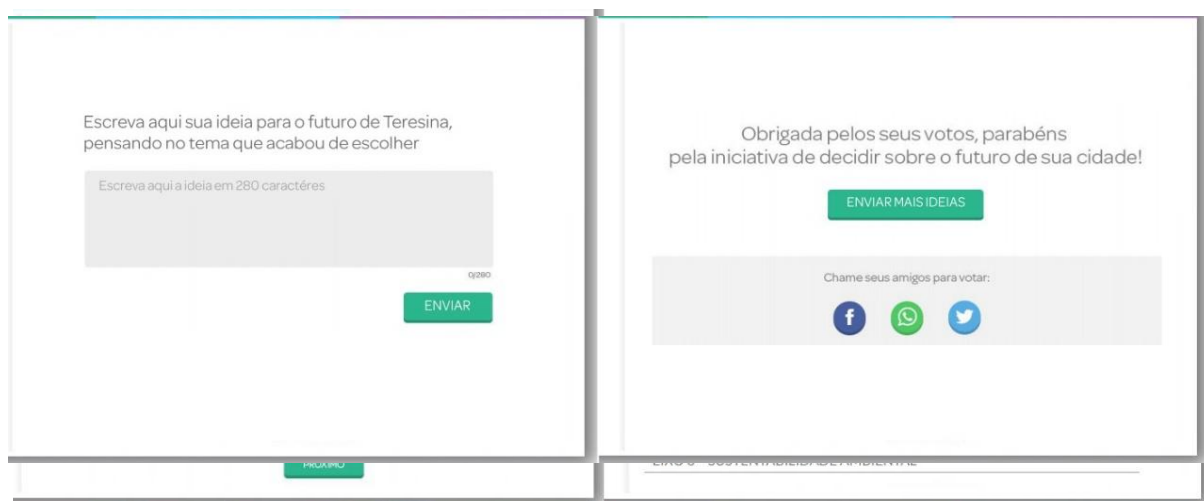 Escreva aqui sua ideia para o futuro de Teresina,
pensando no tema que acabou de escolher
Escreva aqui a ideia em 280 caractéres
0/280
ENVIAR
Obrigada pelos seus votos, parabéns
pela iniciativa de decidir sobre o futuro de sua cidade!
ENVIAR MAIS IDEIAS
Chame seus amigos para votar:
PRÓXIMO
SUSTENTABILIDADE AMBIENTAL